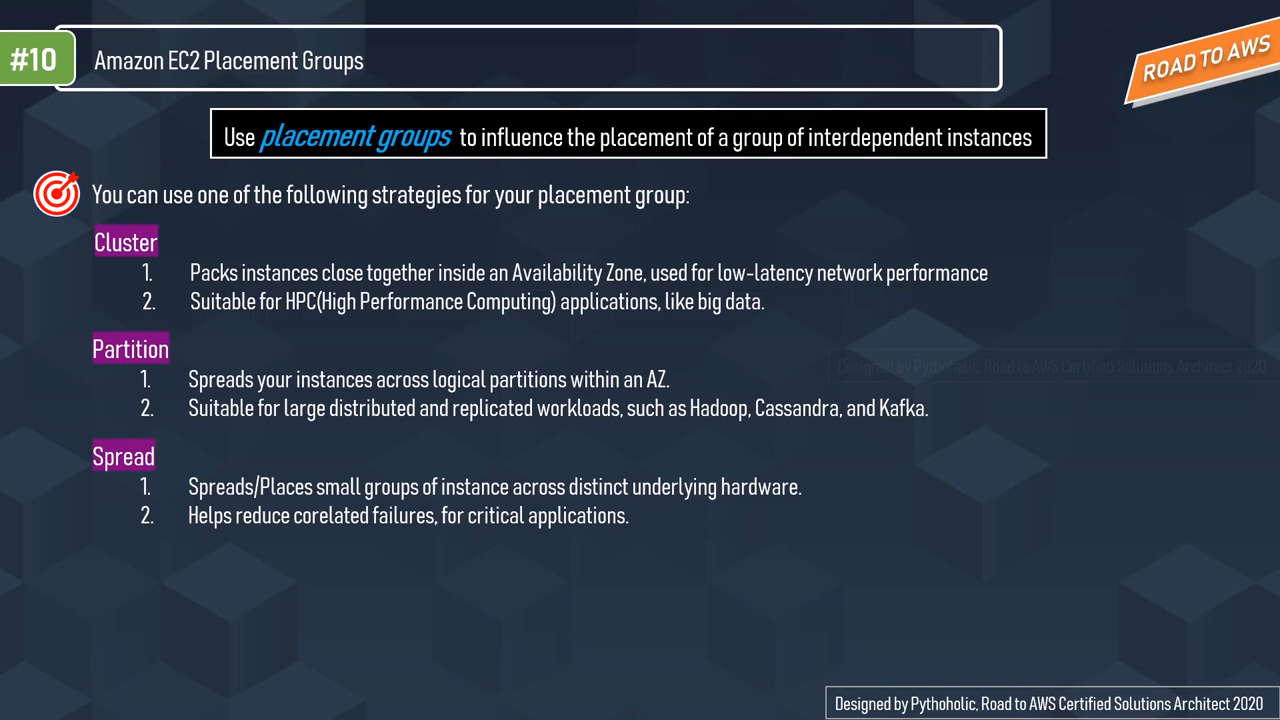 #10
Amazon EC2 Placement Groups
ROAD TO AWS
Use placement groups to influence the placement of a group of interdependent instances
You can use one of the following strategies for your placement group:
Cluster
1. Packs instances close together inside an Availability Zone, used for low-latency network performance
2. Suitable for HPC(High Performance Computing) applications, like big data.
Partition
1. Spreads your instances across logical partitions within an AZ.
Designed by Pythoholic, Road to AWS Certified Solutions Architect 2020
2. Suitable for large distributed and replicated workloads, such as Hadoop, Cassandra, and Kafka.
Spread
1. Spreads/Places small groups of instance across distinct underlying hardware.
2. Helps reduce corelated failures, for critical applications.
Designed by Pythoholic, Road to AWS Certified Solutions Architect 2020